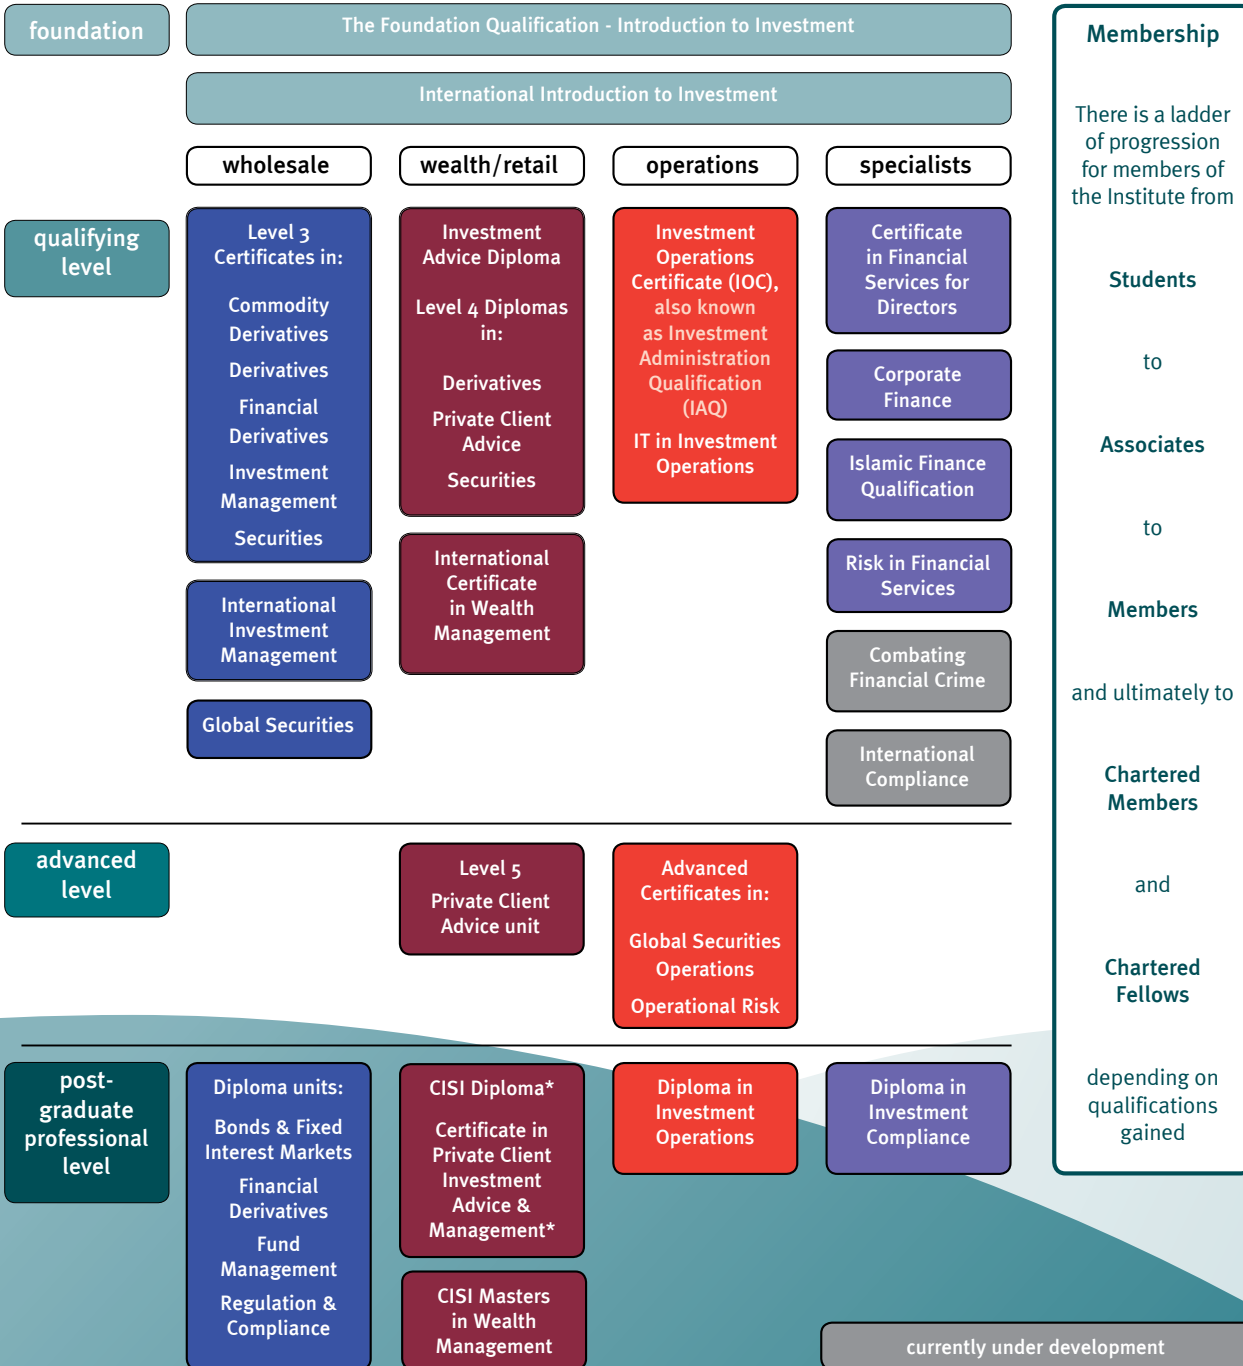 foundation
The Foundation Qualification - Introduction to Investment
International Introduction to Investment
wholesale
wealth/retail
operations
specialists
qualifying
level
Level 3
Certificates in:
Commodity
Derivatives
Derivatives
Financial
Derivatives
Investment
Management
Securities
International
Investment
Management
Global Securities
Investment
Advice Diploma
Level 4 Diplomas
in:
Derivatives
Private Client
Advice
Securities
International
Certificate
in Wealth
Management
Investment
Operations
Certificate (IOC),
also known
as Investment
Administration
Qualification
(IAQ)
IT in Investment
Operations
Certificate
in Financial
Services for
Directors
Corporate
Finance
Islamic Finance
Qualification
Risk in Financial
Services
Combating
Financial Crime
International
Compliance
advanced
level
Level 5
Private Client
Advice unit
Advanced
Certificates in:
Global Securities
Operations
Operational Risk
post-
graduate
professional
level
Diploma units:
Bonds & Fixed
Interest Markets
Financial
Derivatives
Fund
Management
Regulation &
Compliance
CISI Diploma*
Certificate in
Private Client
Investment
Advice &
Management*
CISI Masters
in Wealth
Management
Diploma in
Investment
Operations
Diploma in
Investment
Compliance
currently under development
Membership
There is a ladder
of progression
for members of
the Institute from
Students
to
Associates
to
Members
and ultimately to
Chartered
Members
and
Chartered
Fellows
depending on
qualifications
gained